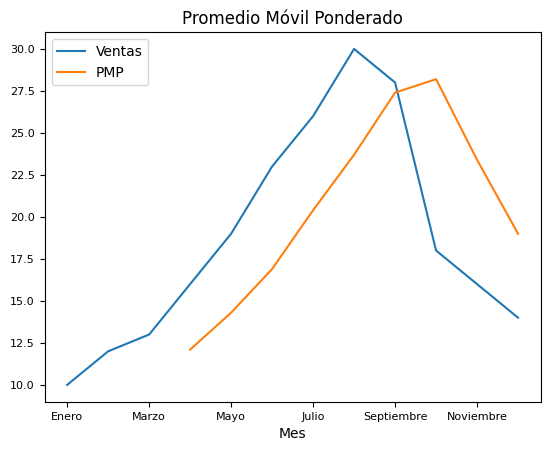 Promedio Móvil Ponderado
Ventas
PMP
30.0
27.5
25.0
22.5
20.0
17.5
15.0
12.5
10.0
Enero Marzo Mayo Julio Septiembre Noviembre
Mes